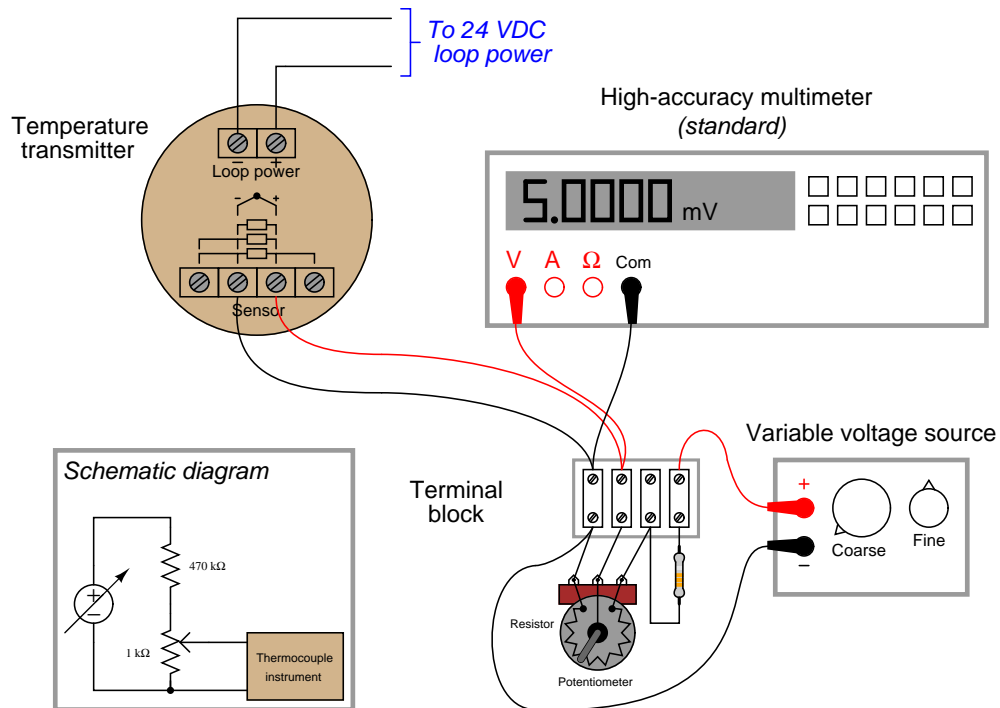 To 24 VDC
loop power
Temperature
transmitter
− +
Loop power
- +
Sensor
High-accuracy multimeter
(standard)
5.0000 mV
V A Ω Com
Variable voltage source
+
−
Coarse
Fine
Terminal
block
Resistor
Potentiometer
Schematic diagram
470 kΩ
+
−
1 kΩ
Thermocouple
instrument